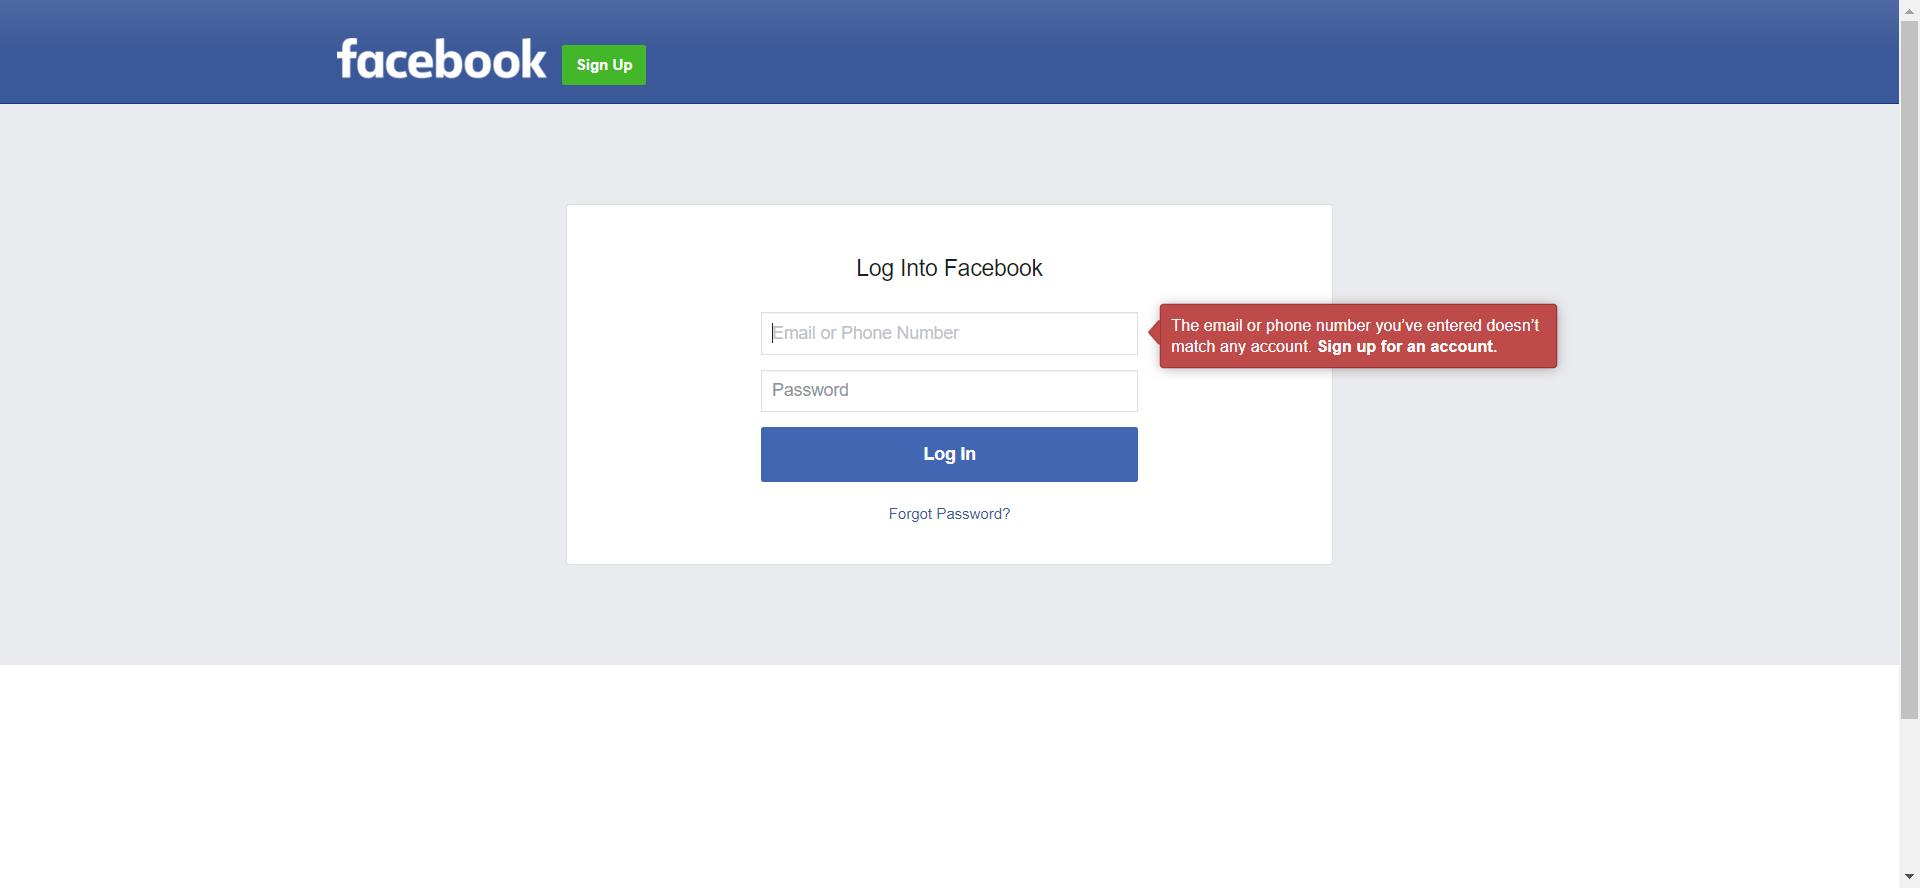 facebook
Sign Up
Log Into Facebook
Email or Phone Number
The email or phone number you’ve entered doesn’t
match any account. Sign up for an account.
Password
Log In
Forgot Password?